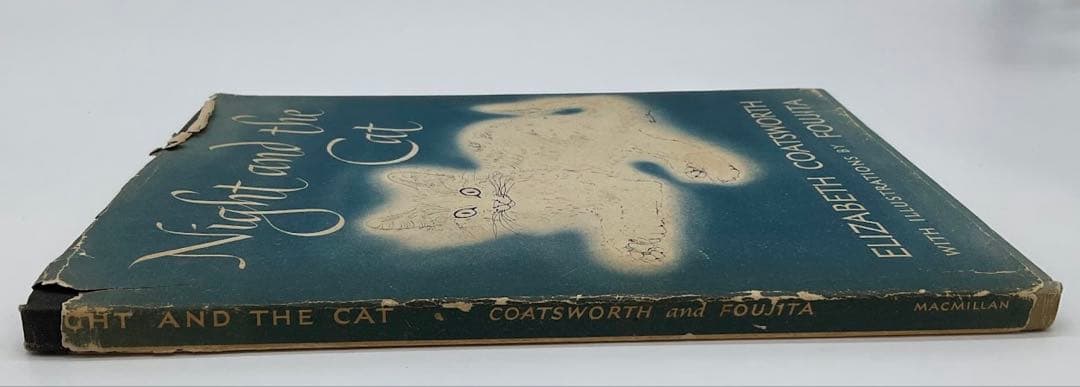 Night and the
Cat
ELIZABETH COATSWORTH
WITH ILLUSTRATIONS BY FOUJITA
GHT AND THE CAT COATSWORTH and FOUJITA MACMILLAN